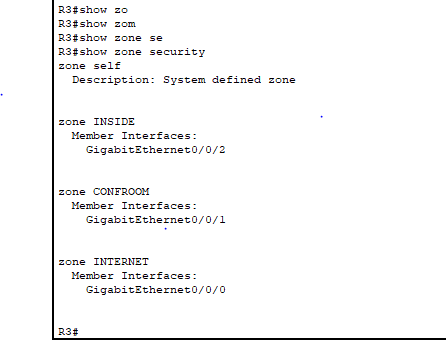 R3#show zo
R3#show zom
R3#show zone se
R3#show zone security
zone self
  Description: System defined zone
zone INSIDE
  Member Interfaces:
    GigabitEthernet0/0/2
zone CONFROOM
  Member Interfaces:
    GigabitEthernet0/0/1
zone INTERNET
  Member Interfaces:
    GigabitEthernet0/0/0
R3#